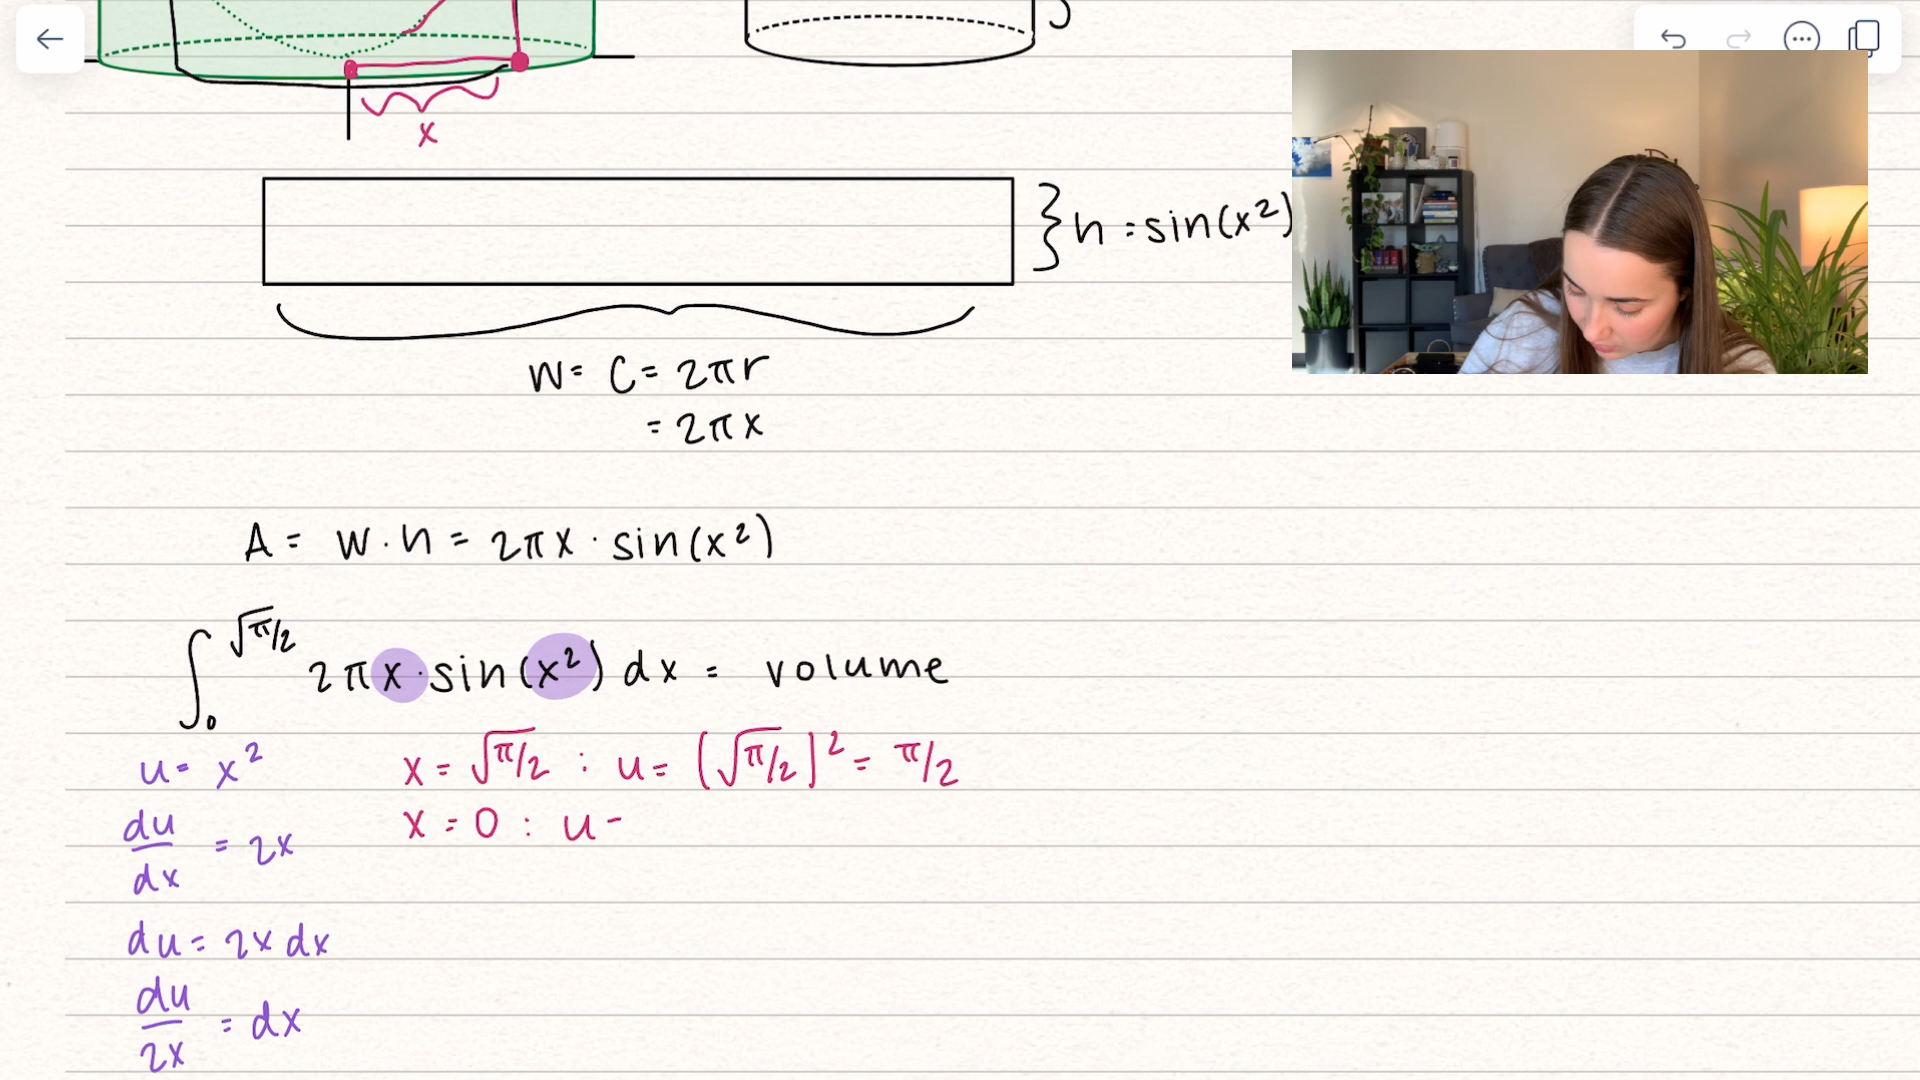 x
h = sin(x²)
W = C = 2πr
= 2πx
A = W · h = 2πx · sin(x²)
∫₀^√π/2 2πx · sin(x²) dx = volume
u = x²
x = √π/2 : u = (√π/2)² = π/2
du/dx = 2x
x = 0 : u -
du = 2x dx
du/2x = dx